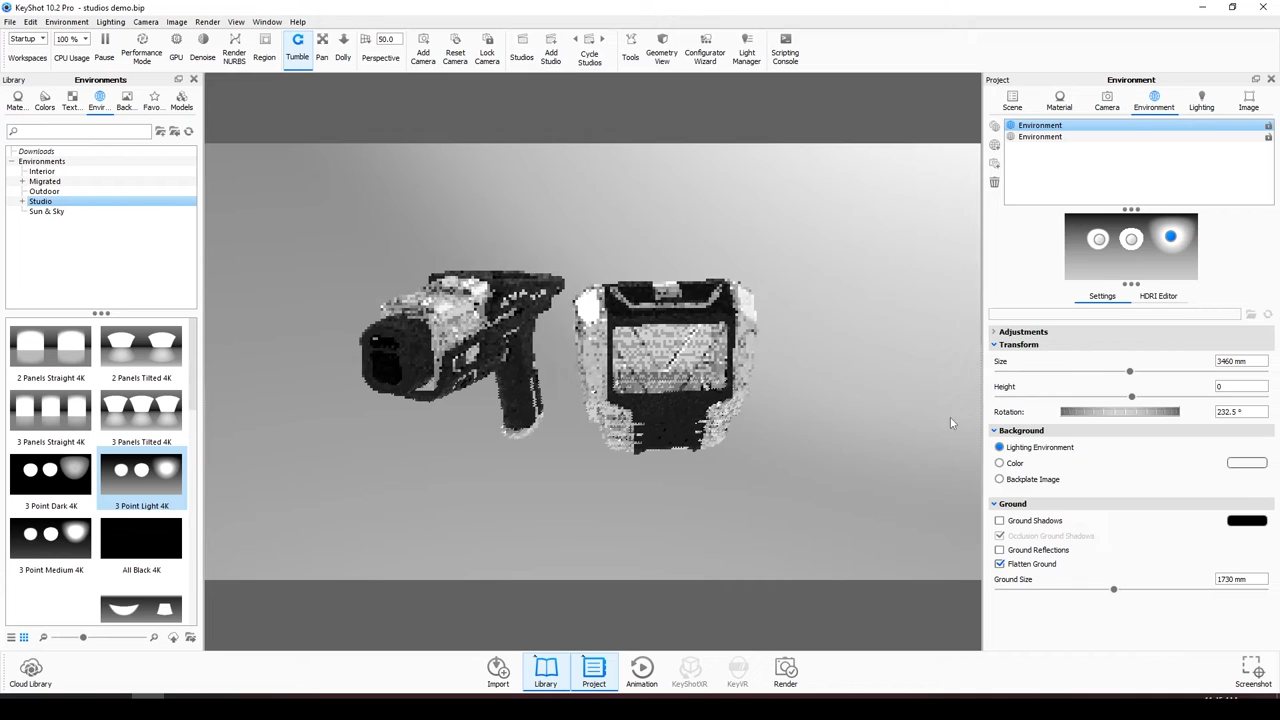 KeyShot 10.2 Pro - studios demo.bip
File Edit Environment Lighting Camera Image Render View Window Help
Startup 100 % 50.0
Workspaces CPU Usage Pause Performance Mode GPU Denoise Render NURBS Region Tumble Pan Dolly Perspective Add Camera Reset Camera Lock Camera Studios Add Studio Cycle Studios Tools Geometry View Configurator Wizard Light Manager Scripting Console
Library Environments
Mate... Colors Text... Envir... Back... Favo... Models
Downloads
Environments
Interior
Migrated
Outdoor
Studio
Sun & Sky
2 Panels Straight 4K 2 Panels Tilted 4K
3 Panels Straight 4K 3 Panels Tilted 4K
3 Point Dark 4K 3 Point Light 4K
3 Point Medium 4K All Black 4K
Project Environment
Scene Material Camera Environment Lighting Image
Environment
Environment
Settings HDRI Editor
Adjustments
Transform
Size 3460 mm
Height 0
Rotation: 232.5 °
Background
Lighting Environment
Color
Backplate Image
Ground
Ground Shadows
Occlusion Ground Shadows
Ground Reflections
Flatten Ground
Ground Size 1730 mm
Cloud Library Import Library Project Animation KeyShotXR KeyVR Render Screenshot